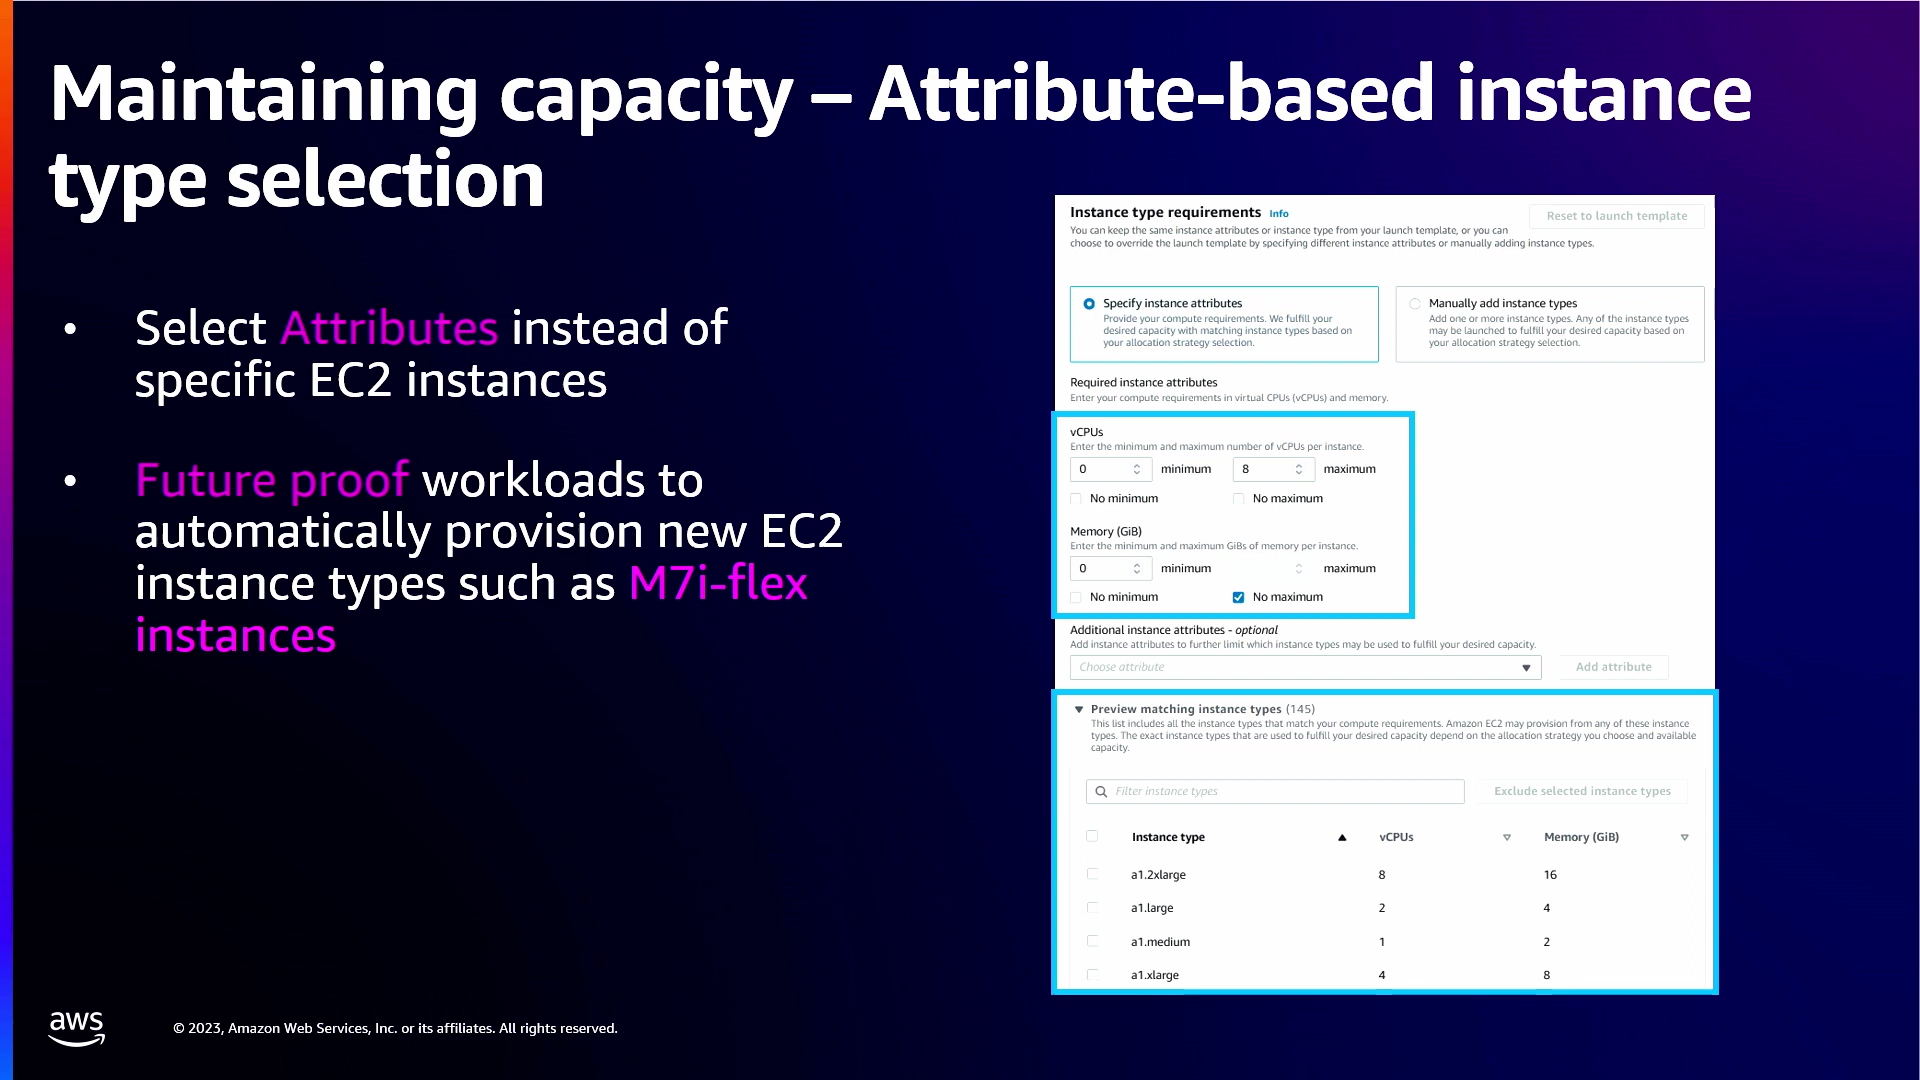 Maintaining capacity – Attribute-based instance
type selection
• Select Attributes instead of
specific EC2 instances
• Future proof workloads to
automatically provision new EC2
instance types such as M7i-flex
instances
Instance type requirements Info
Reset to launch template
You can keep the same instance attributes or instance type from your launch template, or you can
choose to override the launch template by specifying different instance attributes or manually adding instance types.
Specify instance attributes
Provide your compute requirements. We fulfill your
desired capacity with matching instance types based on
your allocation strategy selection.
Manually add instance types
Add one or more instance types. Any of the instance types
may be launched to fulfill your desired capacity based on
your allocation strategy selection.
Required instance attributes
Enter your compute requirements in virtual CPUs (vCPUs) and memory.
vCPUs
Enter the minimum and maximum number of vCPUs per instance.
0 minimum 8 maximum
No minimum No maximum
Memory (GiB)
Enter the minimum and maximum GiBs of memory per instance.
0 minimum maximum
No minimum No maximum
Additional instance attributes - optional
Add instance attributes to further limit which instance types may be used to fulfill your desired capacity.
Choose attribute Add attribute
Preview matching instance types (145)
This list includes all the instance types that match your compute requirements. Amazon EC2 may provision from any of these instance
types. The exact instance types that are used to fulfill your desired capacity depend on the allocation strategy you choose and available
capacity.
Filter instance types Exclude selected instance types
Instance type vCPUs Memory (GiB)
a1.2xlarge 8 16
a1.large 2 4
a1.medium 1 2
a1.xlarge 4 8
aws
© 2023, Amazon Web Services, Inc. or its affiliates. All rights reserved.